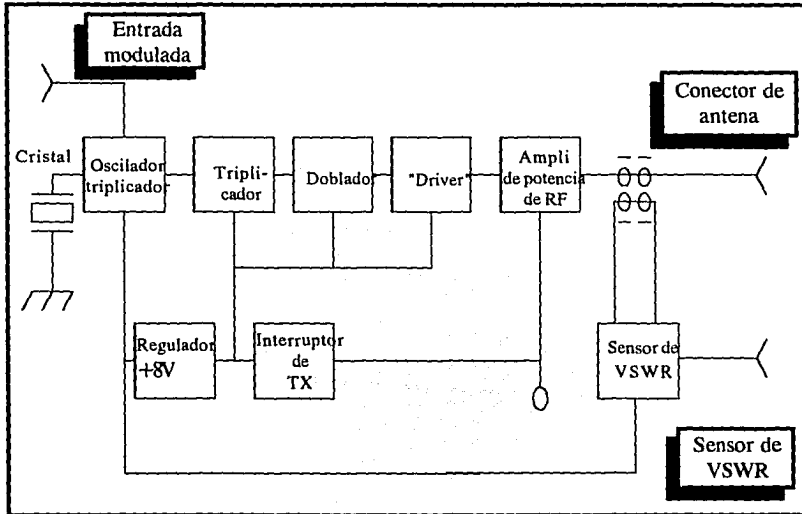 Entrada
modulada
Conector de
antena
Cristal
Oscilador
triplicador
Tripli-
cador
Doblador
"Driver"
Ampli
de potencia
de RF
Regulador
+8V
Interruptor
de
TX
Sensor de
VSWR
Sensor de
VSWR